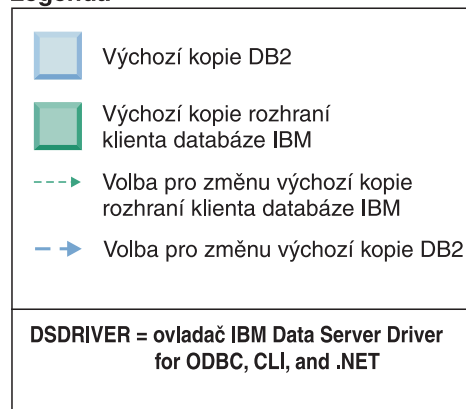 Výchozí kopie DB2
Výchozí kopie rozhraní
klienta databáze IBM
Volba pro změnu výchozí kopie
rozhraní klienta databáze IBM
Volba pro změnu výchozí kopie DB2
DSDRIVER = ovladač IBM Data Server Driver
for ODBC, CLI, and .NET